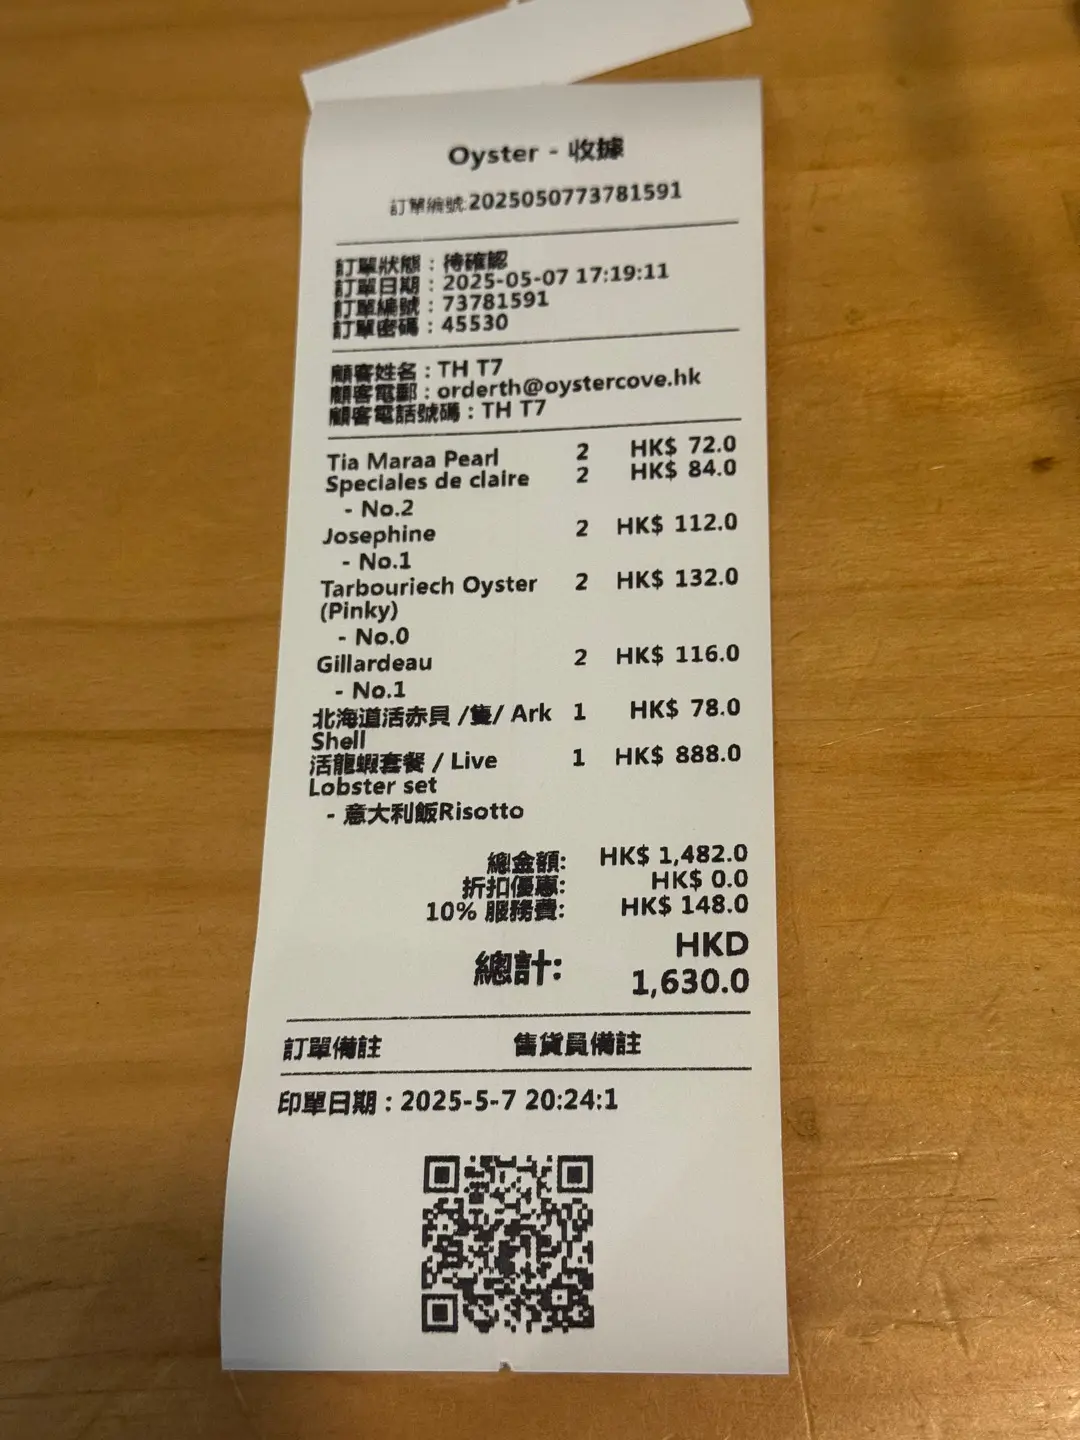 Oyster - 收據
訂單編號:2025050773781591
訂單狀態：待確認
訂單日期：2025-05-07 17:19:11
訂單編號：73781591
訂單密碼：45530
顧客姓名：TH T7
顧客電郵：orderth@oystercove.hk
顧客電話號碼：TH T7
Tia Maraa Pearl 2 HK$ 72.0
Speciales de claire 2 HK$ 84.0
- No.2
Josephine 2 HK$ 112.0
- No.1
Tarbouriech Oyster 2 HK$ 132.0
(Pinky)
- No.0
Gillardeau 2 HK$ 116.0
- No.1
北海道活赤貝 /隻/ Ark 1 HK$ 78.0
Shell
活龍蝦套餐 / Live 1 HK$ 888.0
Lobster set
- 意大利飯Risotto
總金額: HK$ 1,482.0
折扣優惠: HK$ 0.0
10% 服務費: HK$ 148.0
總計: HKD
1,630.0
訂單備註 售貨員備註
印單日期：2025-5-7 20:24:1